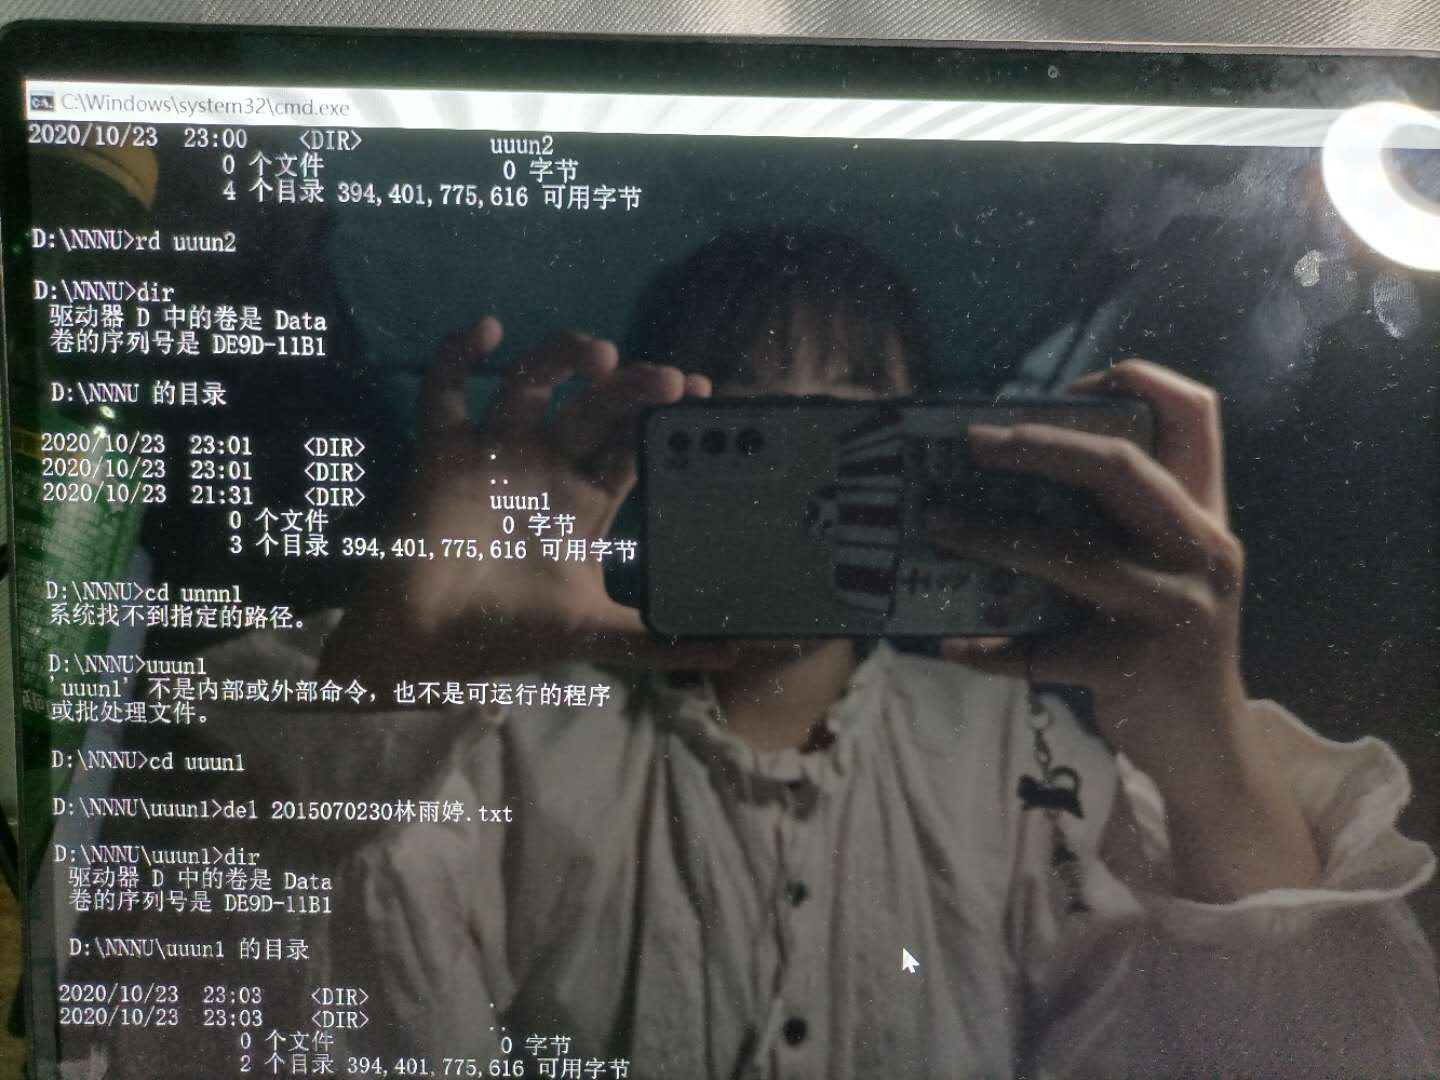 C:\Windows\system32\cmd.exe
2020/10/23 23:00 <DIR> uuun2
0 个文件 0 字节
4 个目录 394,401,775,616 可用字节
D:\NNNU>rd uuun2
D:\NNNU>dir
驱动器 D 中的卷是 Data
卷的序列号是 DE9D-11B1
D:\NNNU 的目录
2020/10/23 23:01 <DIR> .
2020/10/23 23:01 <DIR> ..
2020/10/23 21:31 <DIR> uuun1
0 个文件 0 字节
3 个目录 394,401,775,616 可用字节
D:\NNNU>cd unnn1
系统找不到指定的路径。
D:\NNNU>uuun1
'uuun1' 不是内部或外部命令，也不是可运行的程序
或批处理文件。
D:\NNNU>cd uuun1
D:\NNNU\uuun1>del 2015070230林雨婷.txt
D:\NNNU\uuun1>dir
驱动器 D 中的卷是 Data
卷的序列号是 DE9D-11B1
D:\NNNU\uuun1 的目录
2020/10/23 23:03 <DIR> .
2020/10/23 23:03 <DIR> ..
0 个文件 0 字节
2 个目录 394,401,775,616 可用字节